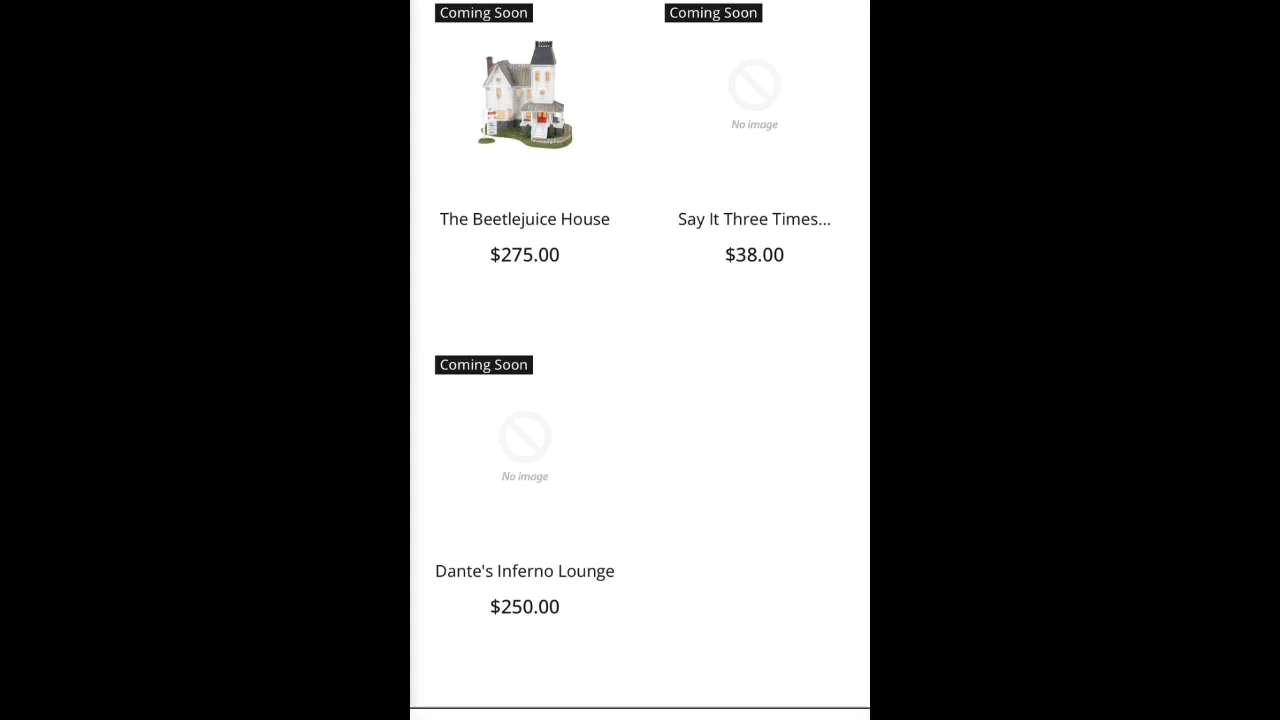 Coming Soon
Coming Soon
No image
The Beetlejuice House
Say It Three Times...
$275.00
$38.00
Coming Soon
No image
Dante's Inferno Lounge
$250.00